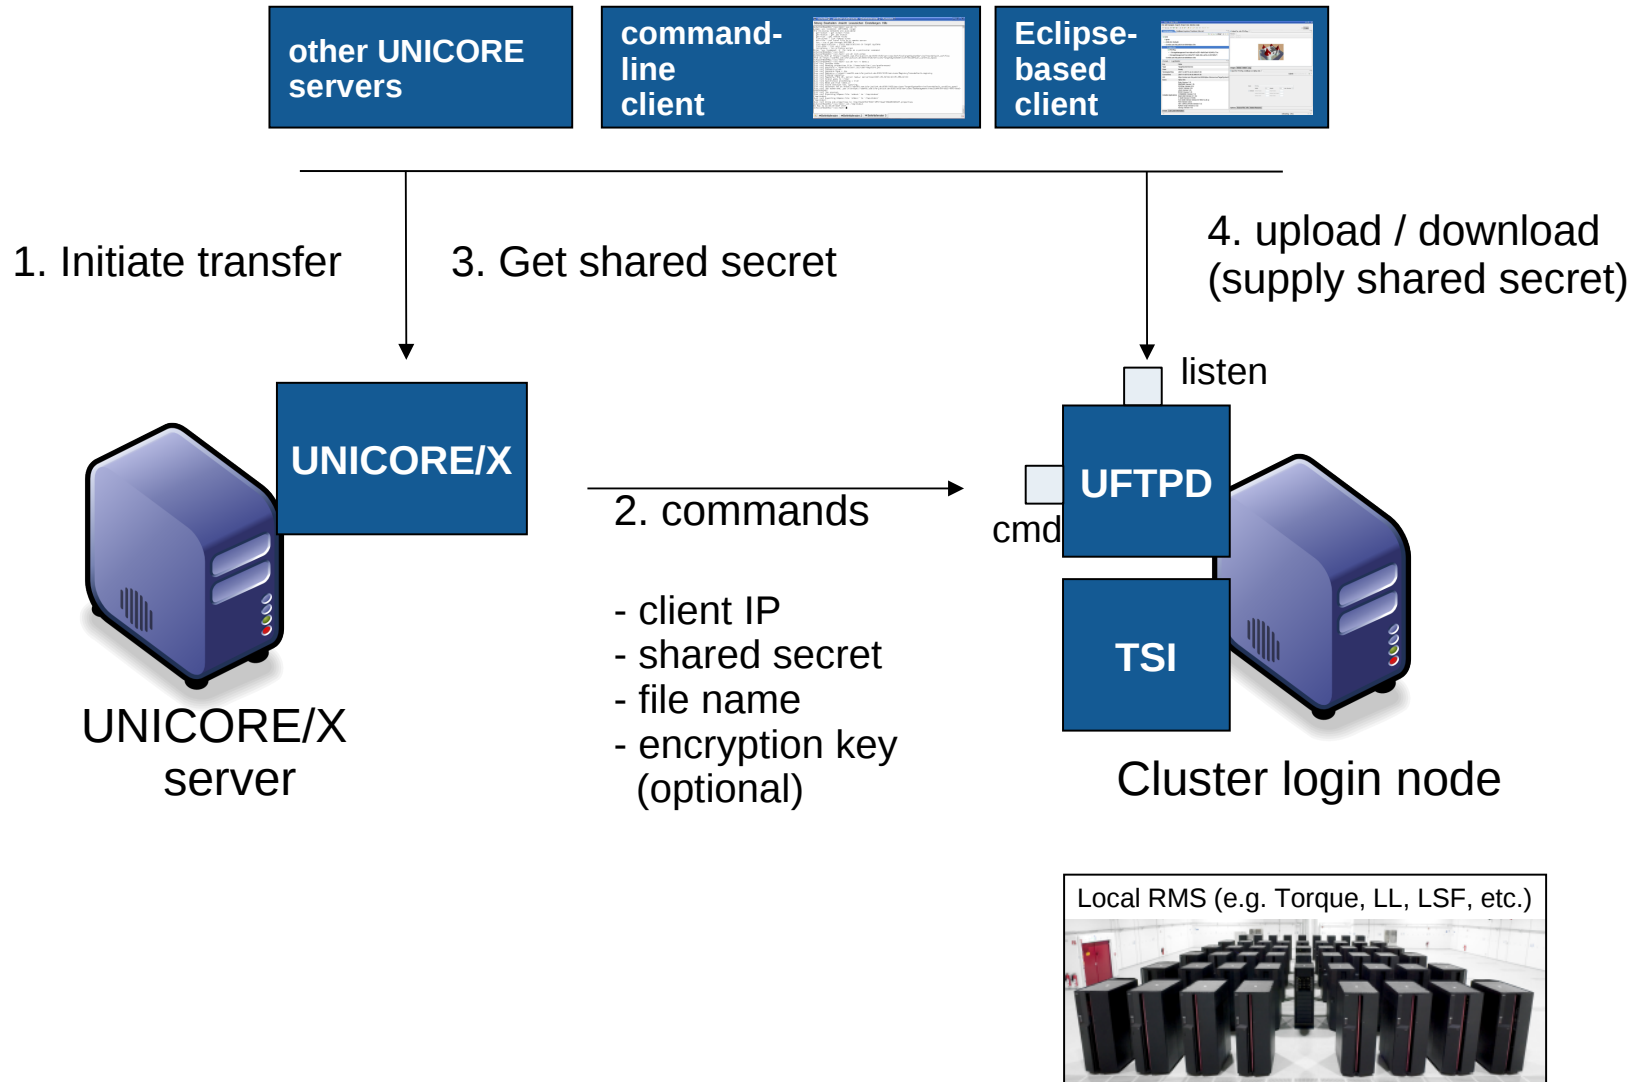 other UNICORE
servers
command-
line
client
Eclipse-
based
client
1. Initiate transfer
3. Get shared secret
4. upload / download
(supply shared secret)
listen
UNICORE/X
UFTPD
cmd
2. commands
- client IP
- shared secret
- file name
- encryption key
(optional)
TSI
UNICORE/X
server
Cluster login node
Local RMS (e.g. Torque, LL, LSF, etc.)